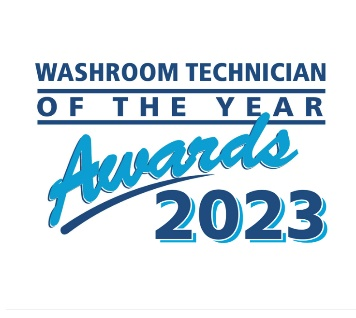 WASHROOM TECHNICIAN
OF THE YEAR
Awards
2023